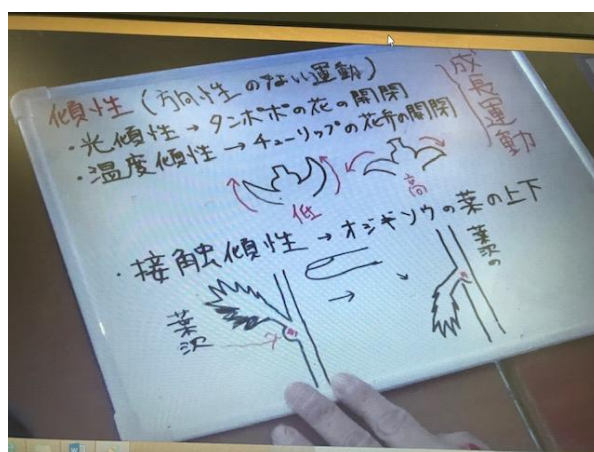 傾性(方向性のない運動)
・光傾性→タンポポの花の開閉
・温度傾性→チューリップの花弁の開閉
成長運動
低
高
・接触傾性→オジギソウの葉の上下
葉沈
葉沈の